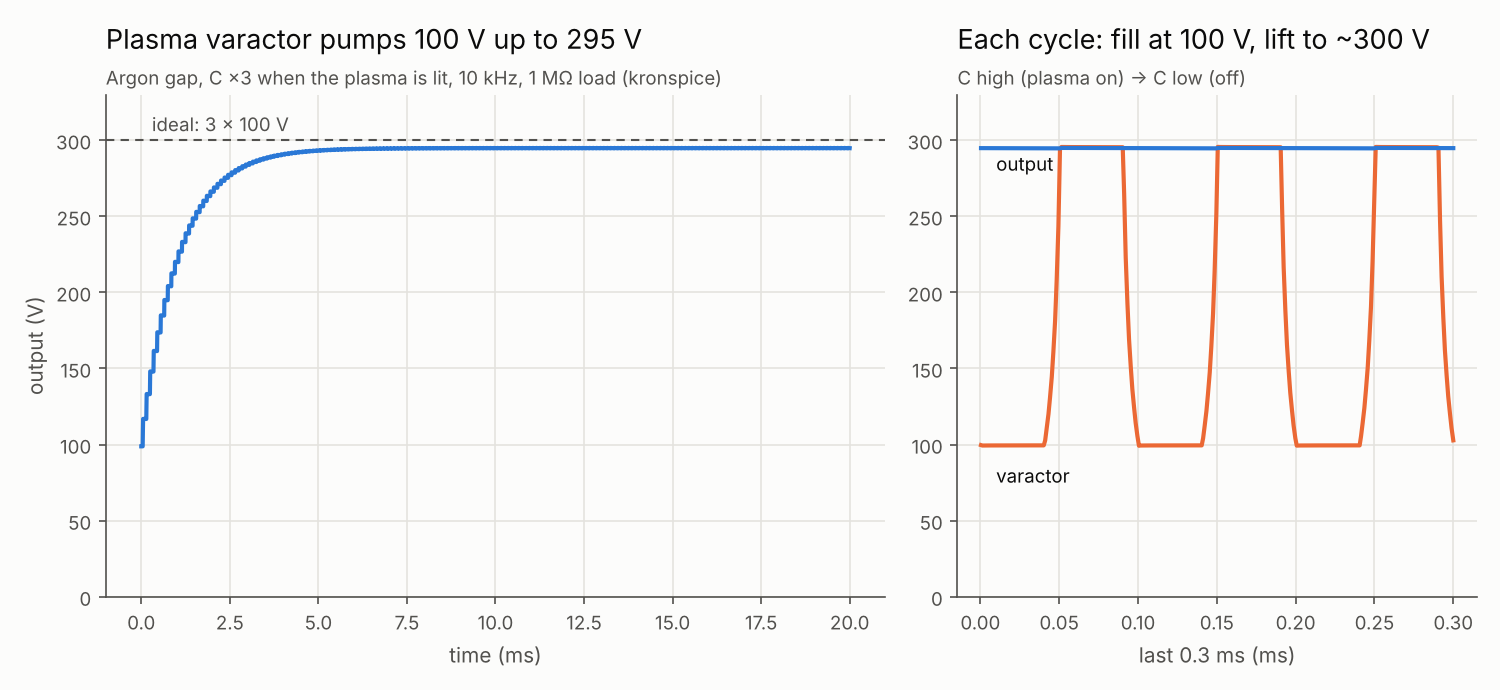 Plasma varactor pumps 100 V up to 295 V
Argon gap, C ×3 when the plasma is lit, 10 kHz, 1 MΩ load (kronspice)
ideal: 3 × 100 V
300
250
200
150
100
50
0
output (V)
0.0 2.5 5.0 7.5 10.0 12.5 15.0 17.5 20.0
time (ms)
Each cycle: fill at 100 V, lift to ~300 V
C high (plasma on) → C low (off)
300
250
200
150
100
50
0
output
varactor
0.00 0.05 0.10 0.15 0.20 0.25 0.30
last 0.3 ms (ms)